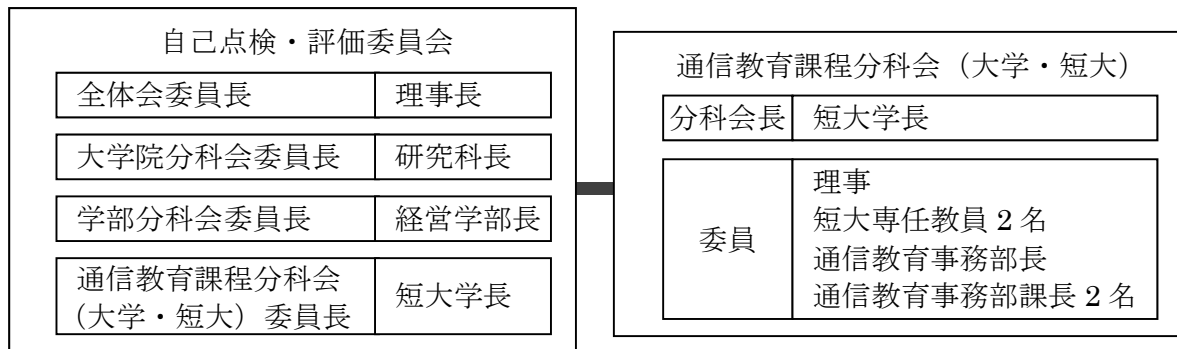 自己点検・評価委員会
全体会委員長 理事長
大学院分科会委員長 研究科長
学部分科会委員長 経営学部長
通信教育課程分科会
(大学・短大)委員長 短大学長
通信教育課程分科会(大学・短大)
分科会長 短大学長
委員
理事
短大専任教員 2 名
通信教育事務部長
通信教育事務部課長 2 名